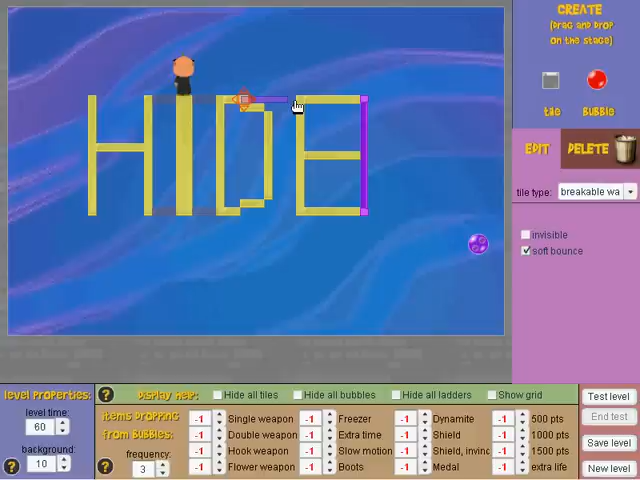 CREATE
(DRAG AND DROP
ON THE STAGE)
tile
BUBBLE
EDIT
DELETE
tile type:
breakable wa
invisible
soft bounce
HIDE
LEVEL PROPERTIES:
level time:
60
background:
10
?
?
DISPLAY HELP:
Hide all tiles
Hide all bubbles
Hide all ladders
Show grid
ITEMS DROPPING
FROM BUBBLES:
frequency:
3
?
-1 Single weapon
-1 Double weapon
-1 Hook weapon
-1 Flower weapon
-1 Freezer
-1 Extra time
-1 Slow motion
-1 Boots
-1 Dynamite
-1 Shield
-1 Shield, invinc
-1 Medal
-1 500 pts
-1 1000 pts
-1 1500 pts
-1 extra life
Test level
End test
Save level
New level